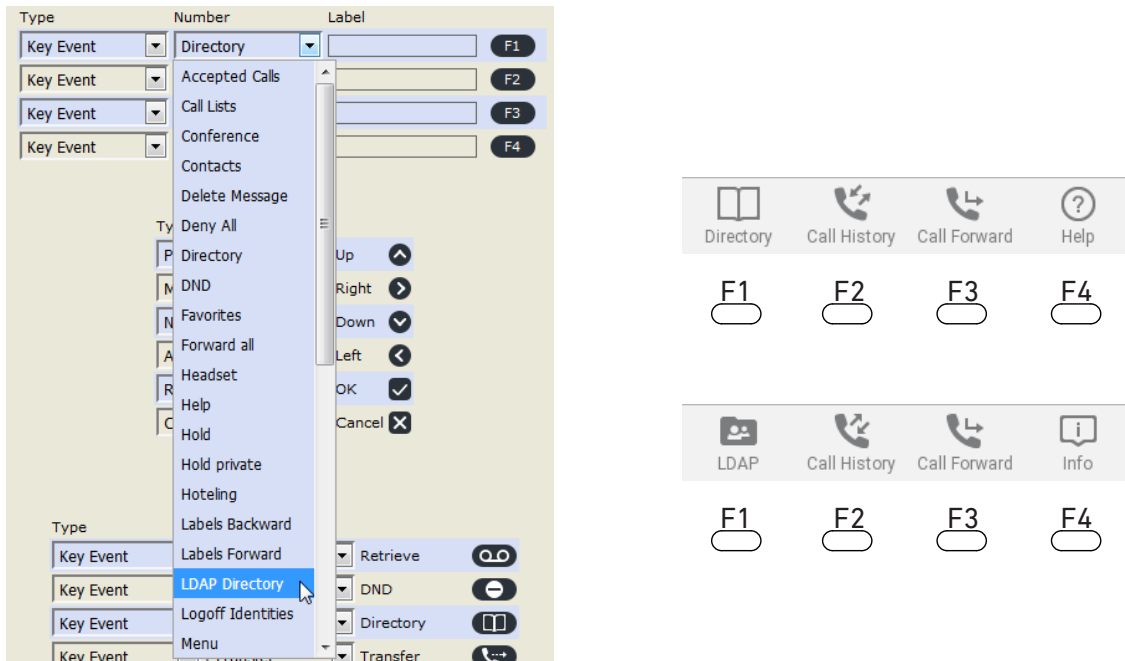 Type Number Label
Key Event Directory F1
Key Event F2
Key Event F3
Key Event F4
Accepted Calls
Call Lists
Conference
Contacts
Delete Message
Deny All
Directory
DND
Favorites
Forward all
Headset
Help
Hold
Hold private
Hoteling
Labels Backward
Labels Forward
LDAP Directory
Logoff Identities
Menu
Up
Right
Down
Left
OK
Cancel
Type
Key Event Retrieve
Key Event DND
Key Event Directory
Key Event Transfer
Directory Call History Call Forward Help
F1 F2 F3 F4
LDAP Call History Call Forward Info
F1 F2 F3 F4